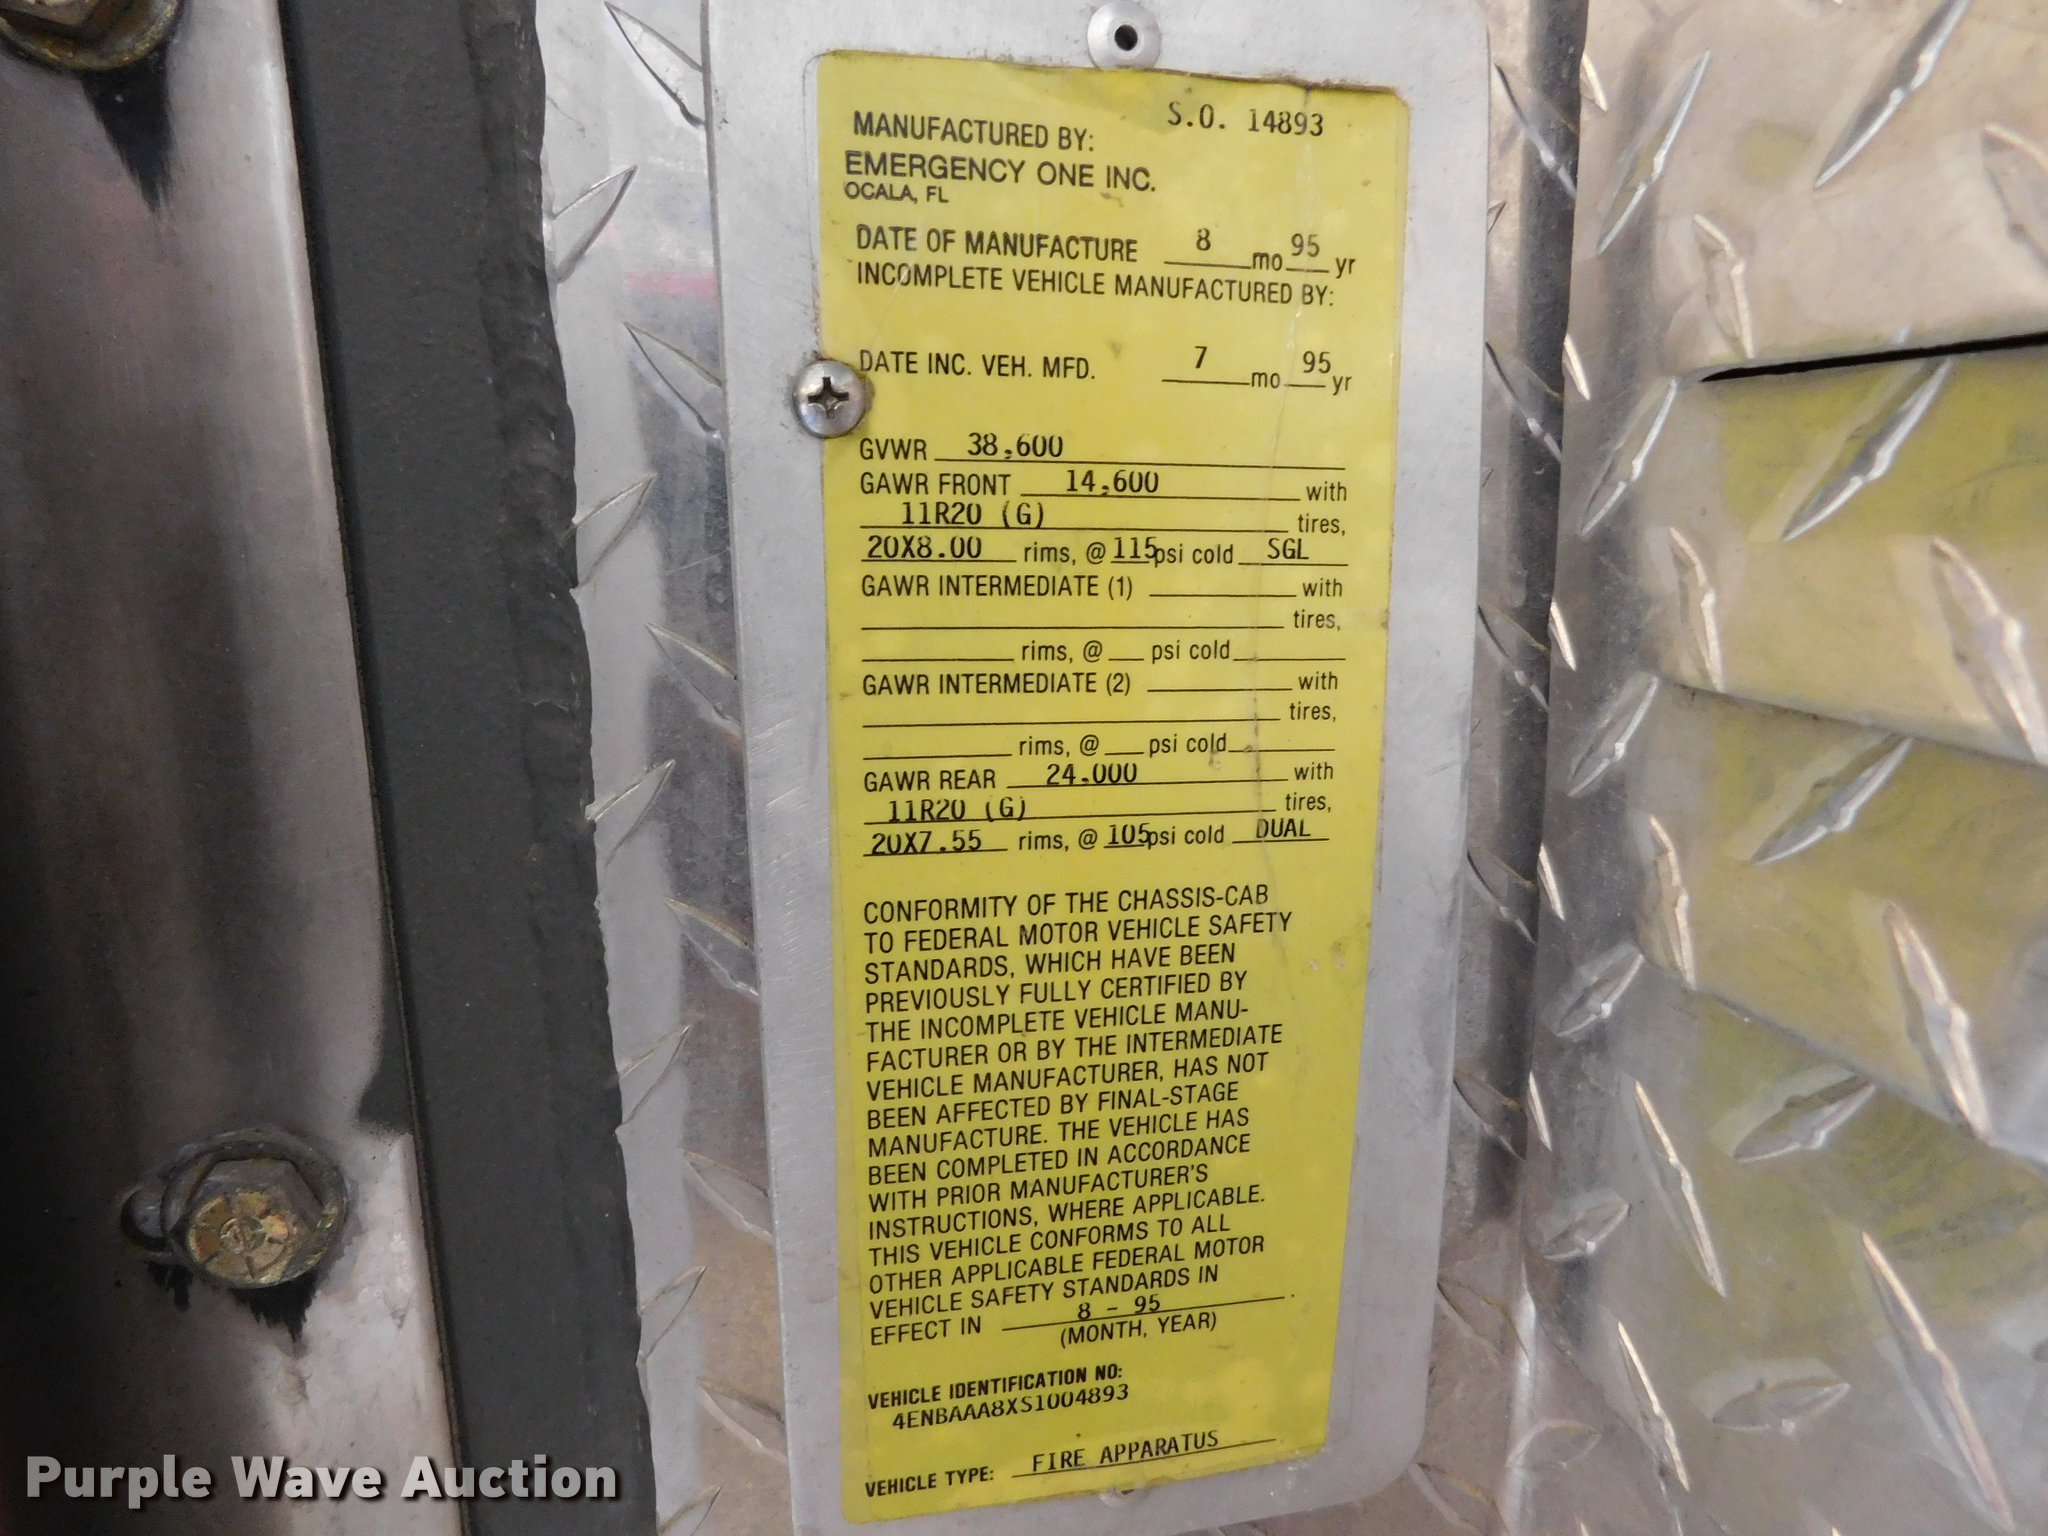 S.O. 14893
MANUFACTURED BY:
EMERGENCY ONE INC.
OCALA, FL
DATE OF MANUFACTURE 8 mo 95 yr
INCOMPLETE VEHICLE MANUFACTURED BY:
DATE INC. VEH. MFD. 7 mo 95 yr
GVWR 38,600
GAWR FRONT 14,600 with
11R20 (G) tires,
20X8.00 rims, @ 115 psi cold SGL
GAWR INTERMEDIATE (1) with
tires,
rims, @ psi cold
GAWR INTERMEDIATE (2) with
tires,
rims, @ psi cold
GAWR REAR 24,000 with
11R20 (G) tires,
20X7.55 rims, @ 105 psi cold DUAL
CONFORMITY OF THE CHASSIS-CAB
TO FEDERAL MOTOR VEHICLE SAFETY
STANDARDS, WHICH HAVE BEEN
PREVIOUSLY FULLY CERTIFIED BY
THE INCOMPLETE VEHICLE MANU-
FACTURER OR BY THE INTERMEDIATE
VEHICLE MANUFACTURER, HAS NOT
BEEN AFFECTED BY FINAL-STAGE
MANUFACTURE. THE VEHICLE HAS
BEEN COMPLETED IN ACCORDANCE
WITH PRIOR MANUFACTURER'S
INSTRUCTIONS, WHERE APPLICABLE.
THIS VEHICLE CONFORMS TO ALL
OTHER APPLICABLE FEDERAL MOTOR
VEHICLE SAFETY STANDARDS IN
EFFECT IN 8 - 95.
(MONTH, YEAR)
VEHICLE IDENTIFICATION NO:
4ENBAAA8XS1004893
VEHICLE TYPE: FIRE APPARATUS
Purple Wave Auction